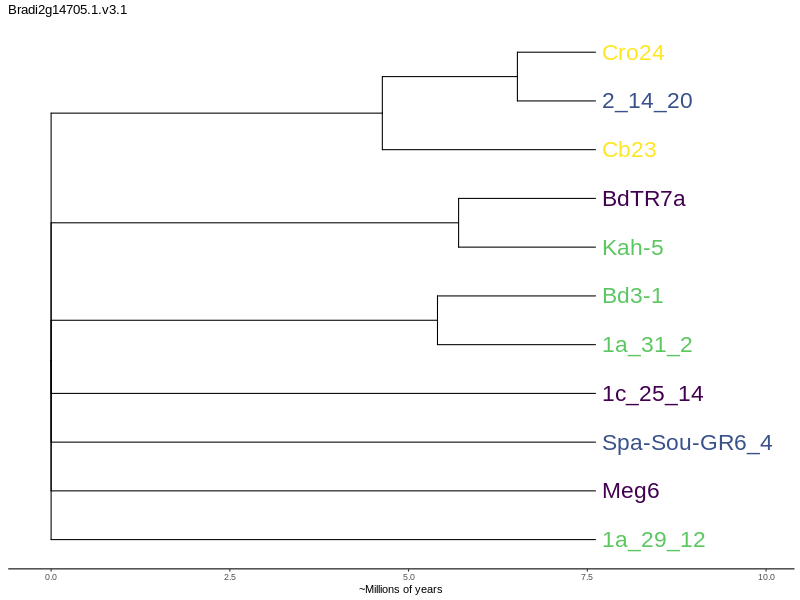 Bradi2g14705.1.v3.1
Cro24
2_14_20
Cb23
BdTR7a
Kah-5
Bd3-1
1a_31_2
1c_25_14
Spa-Sou-GR6_4
Meg6
1a_29_12
0.0 2.5 5.0 7.5 10.0
~Millions of years